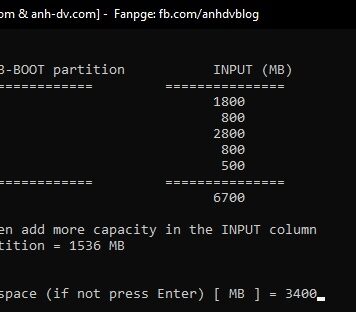 om & anh-dv.com] - Fanpge: fb.com/anhdvblog
B-BOOT partition INPUT (MB)
============ ===============
1800
800
2800
800
500
============ ===============
6700
en add more capacity in the INPUT column
tition = 1536 MB
space (if not press Enter) [ MB ] = 3400